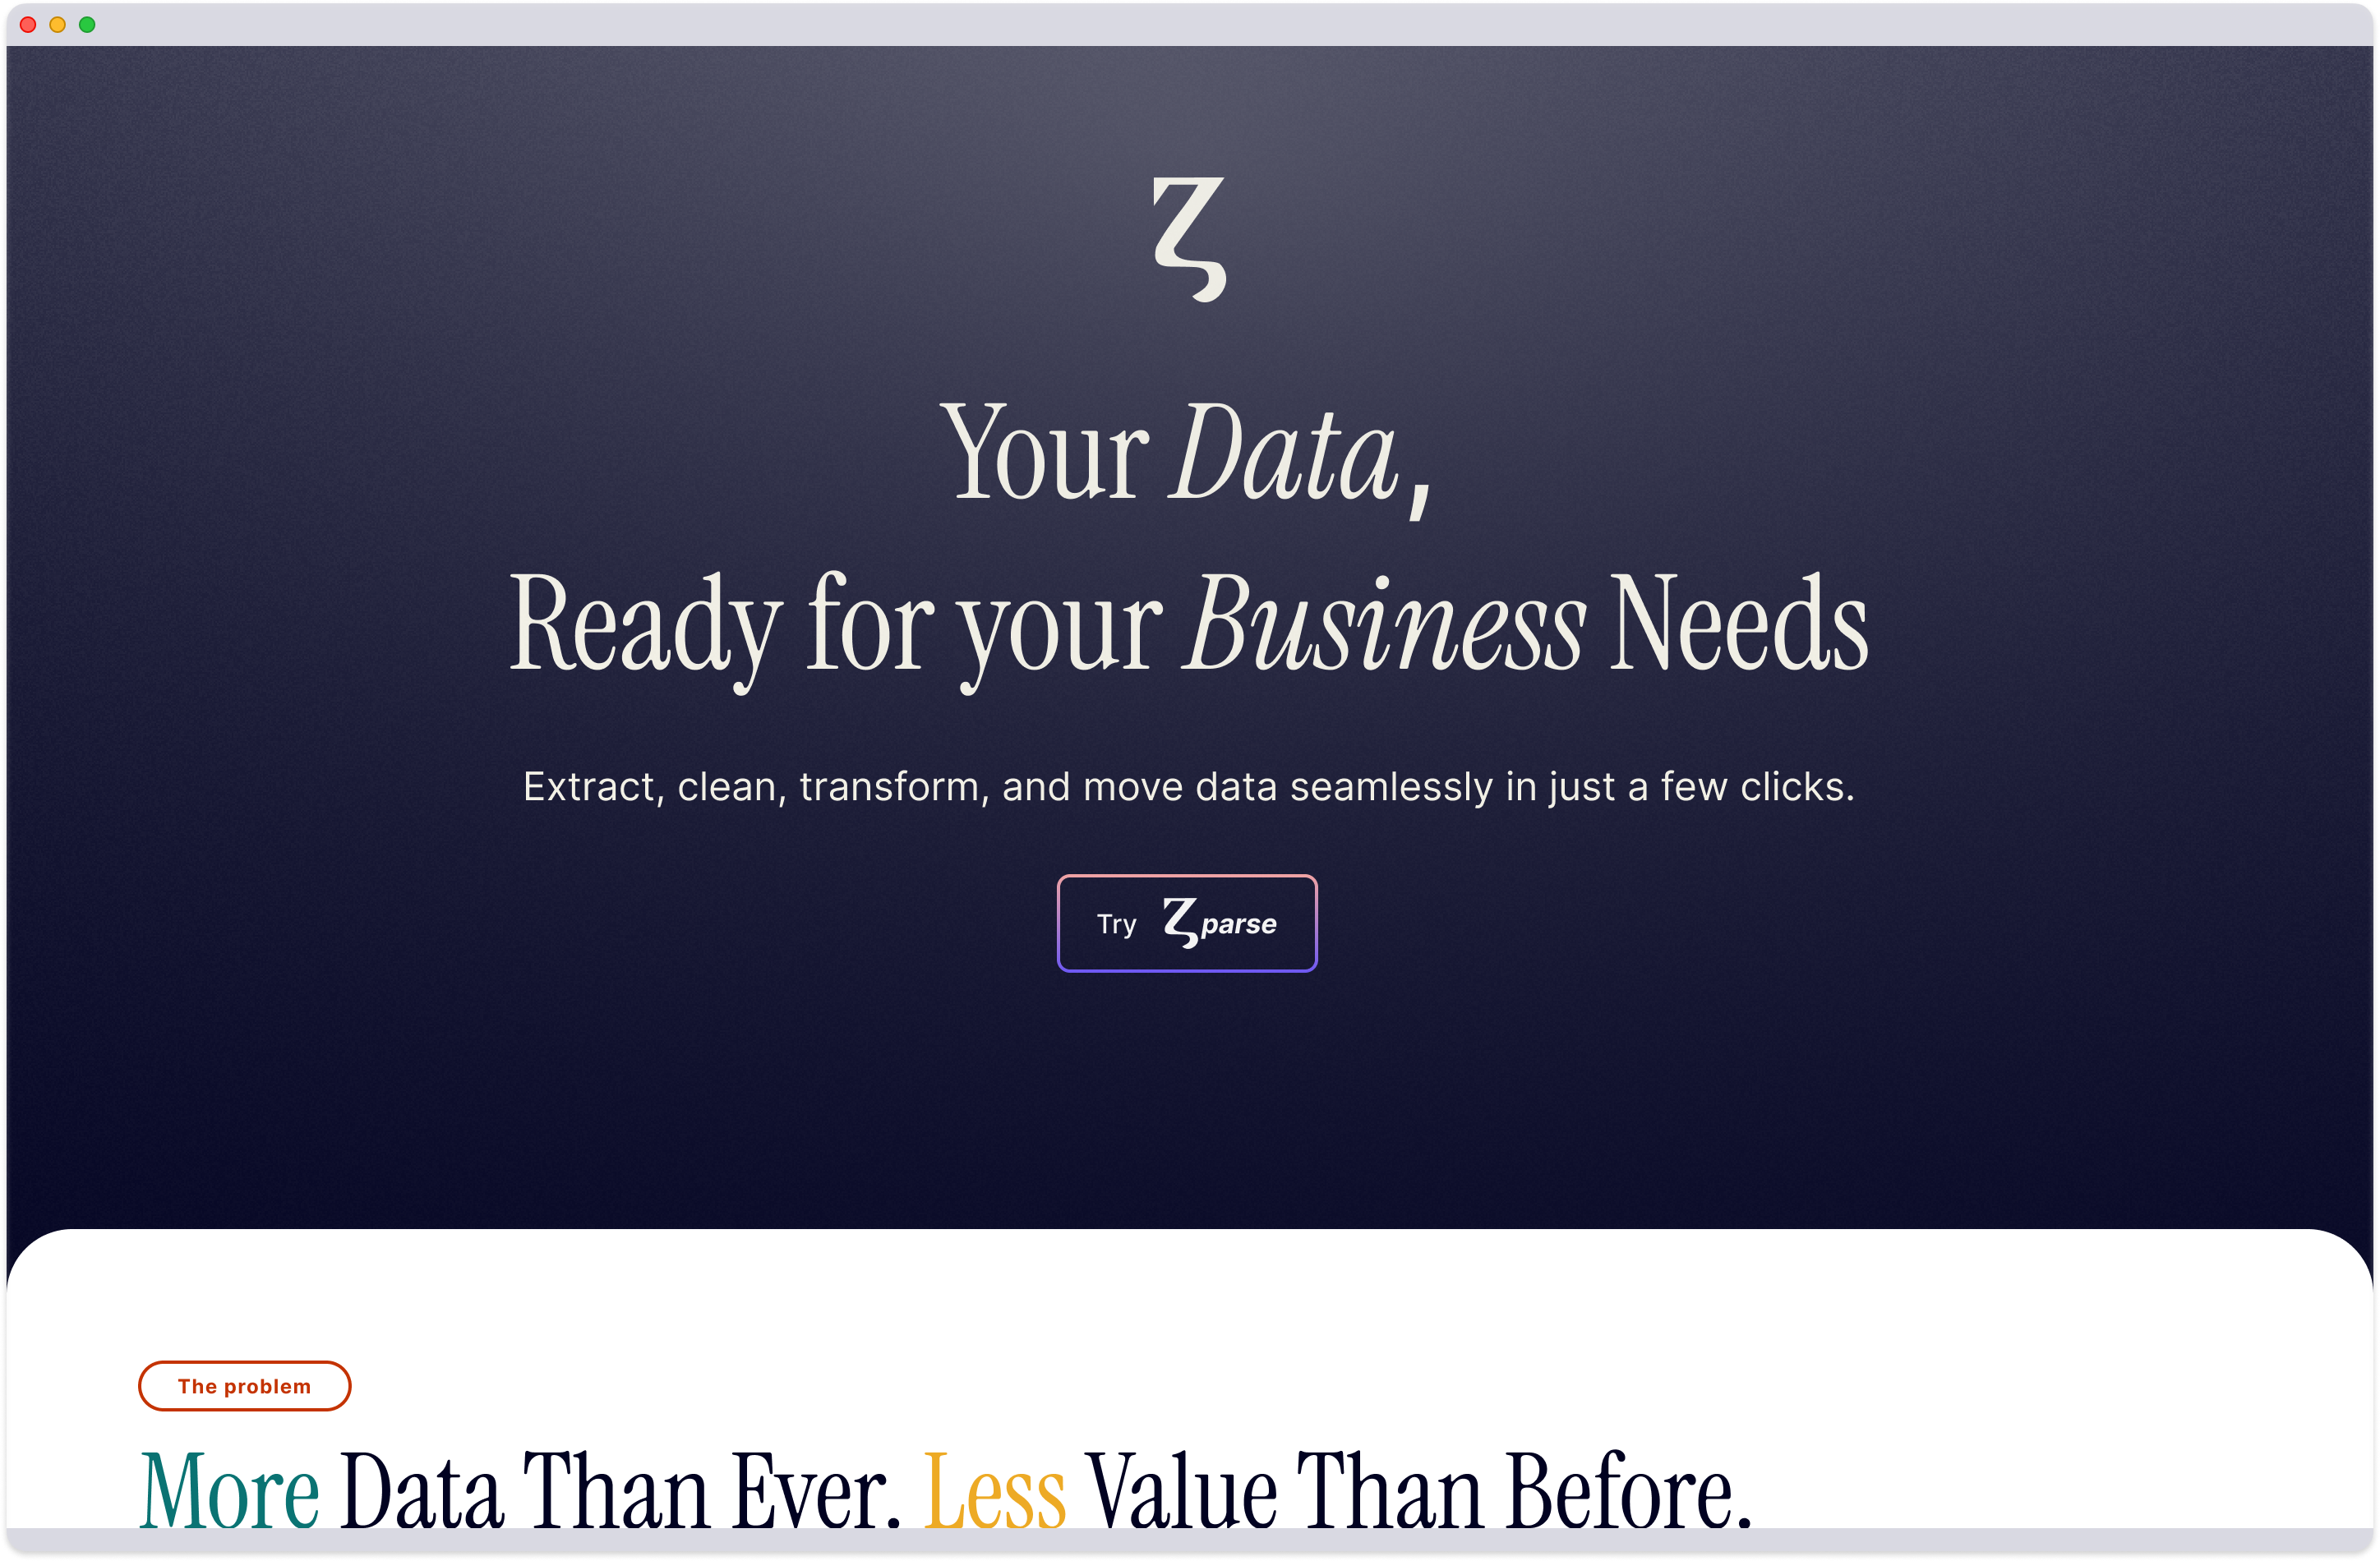 ζ
Your Data,
Ready for your Business Needs
Extract, clean, transform, and move data seamlessly in just a few clicks.
Try ζparse
The problem
More Data Than Ever. Less Value Than Before.